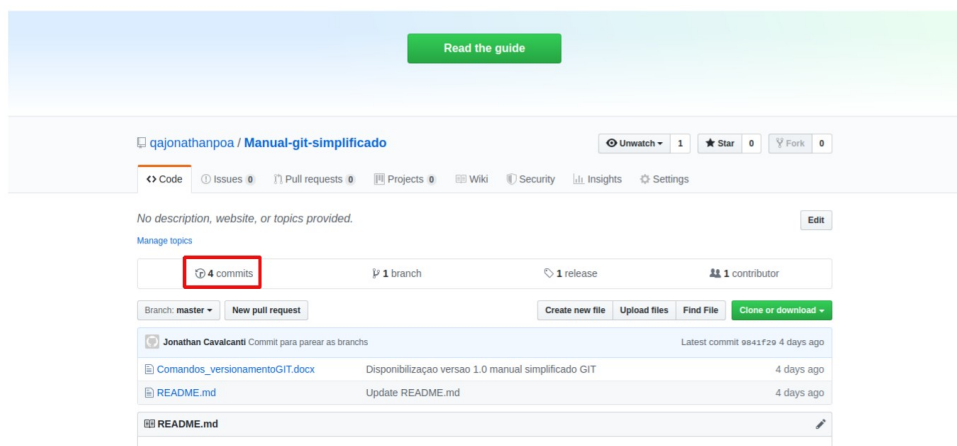 Read the guide
qajonathanpoa / Manual-git-simplificado
Unwatch 1 Star 0 Fork 0
Code Issues 0 Pull requests 0 Projects 0 Wiki Security Insights Settings
No description, website, or topics provided. Edit
Manage topics
4 commits 1 branch 1 release 1 contributor
Branch: master New pull request Create new file Upload files Find File Clone or download
Jonathan Cavalcanti Commit para parear as branchs Latest commit 9841f29 4 days ago
Comandos_versionamentoGIT.docx Disponibilizaçao versao 1.0 manual simplificado GIT 4 days ago
README.md Update README.md 4 days ago
README.md